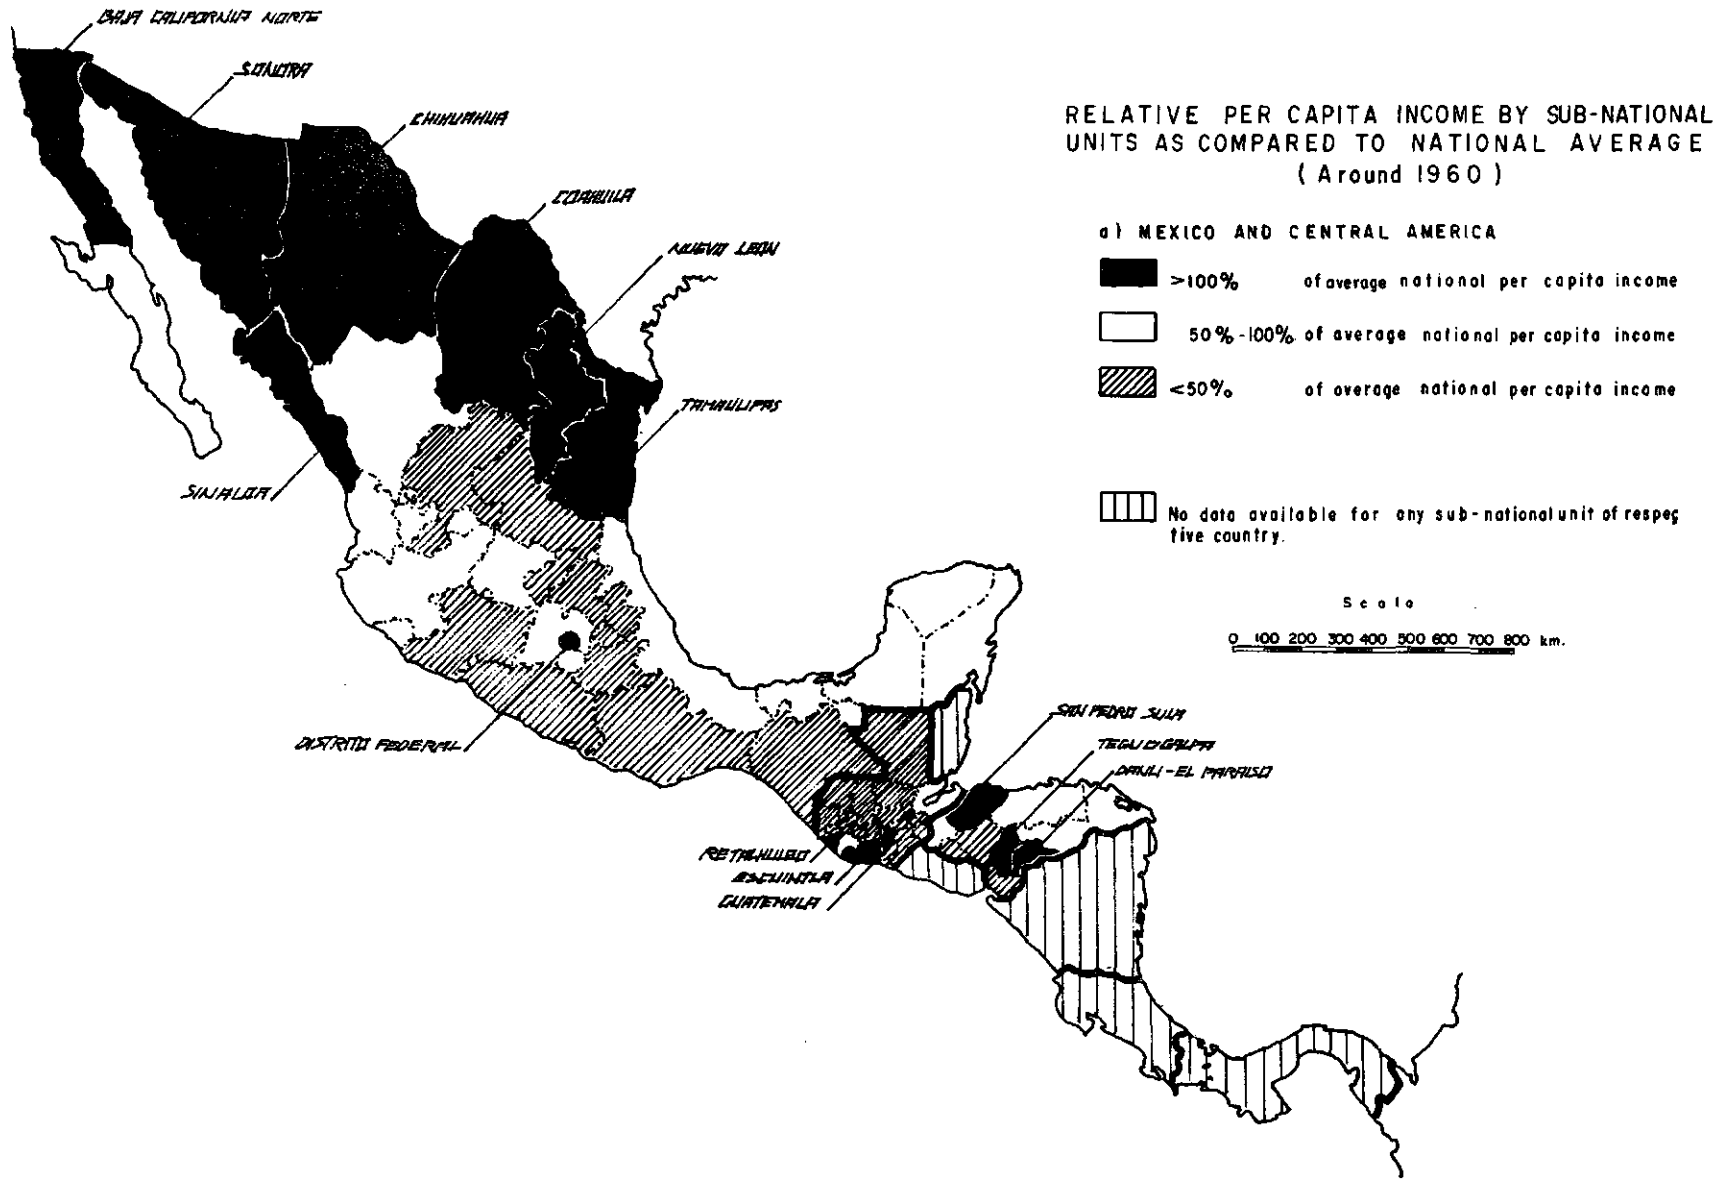 BAJA CALIFORNIA NORTE
SONORA
CHIHUAHUA
COAHUILA
NUEVO LEON
TAMAULIPAS
SINALOA
DISTRITO FEDERAL
RELATIVE PER CAPITA INCOME BY SUB-NATIONAL
UNITS AS COMPARED TO NATIONAL AVERAGE
( Around 1960 )
a) MEXICO AND CENTRAL AMERICA
>100% of average national per capita income
50%-100% of average national per capita income
<50% of average national per capita income
No data available for any sub-national unit of respec
tive country.
Scale
0 100 200 300 400 500 600 700 800 km.
SAN PEDRO SULA
TEGUCIGALPA
DANLI-EL PARAISO
RETALHULEO
ESCUINTLA
GUATEMALA